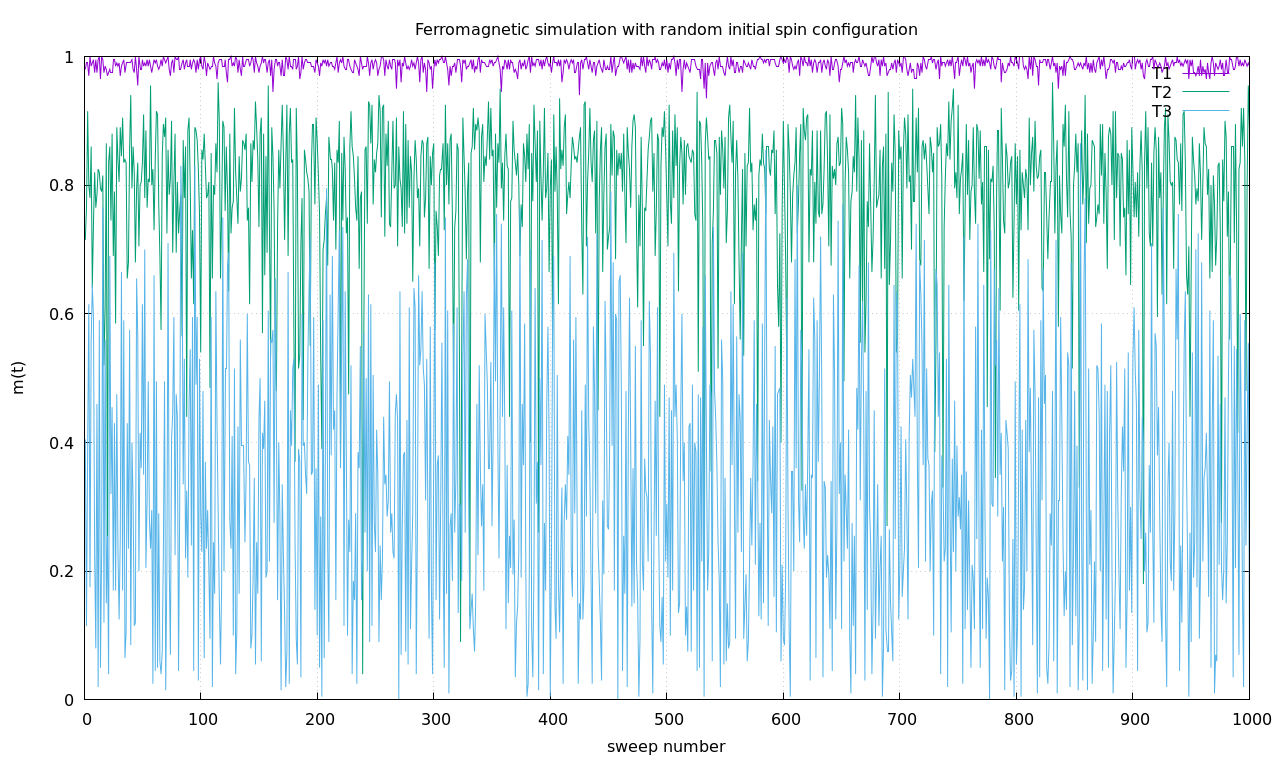 Ferromagnetic simulation with random initial spin configuration
1
T1
T2
T3
0.8
0.6
m(t)
0.4
0.2
0
0 100 200 300 400 500 600 700 800 900 1000
sweep number